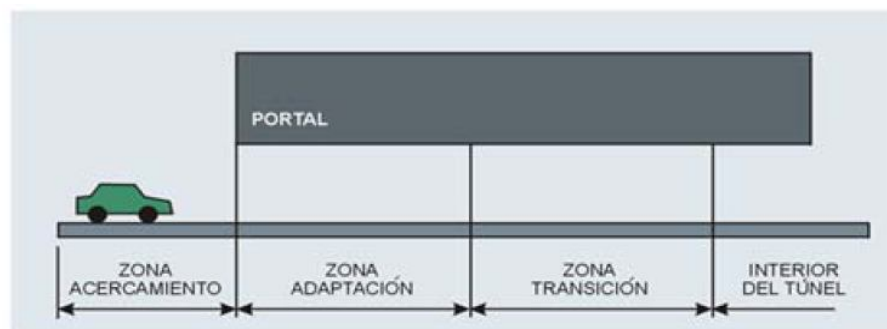 PORTAL
ZONA
ACERCAMIENTO
ZONA
ADAPTACIÓN
ZONA
TRANSICIÓN
INTERIOR
DEL TÚNEL